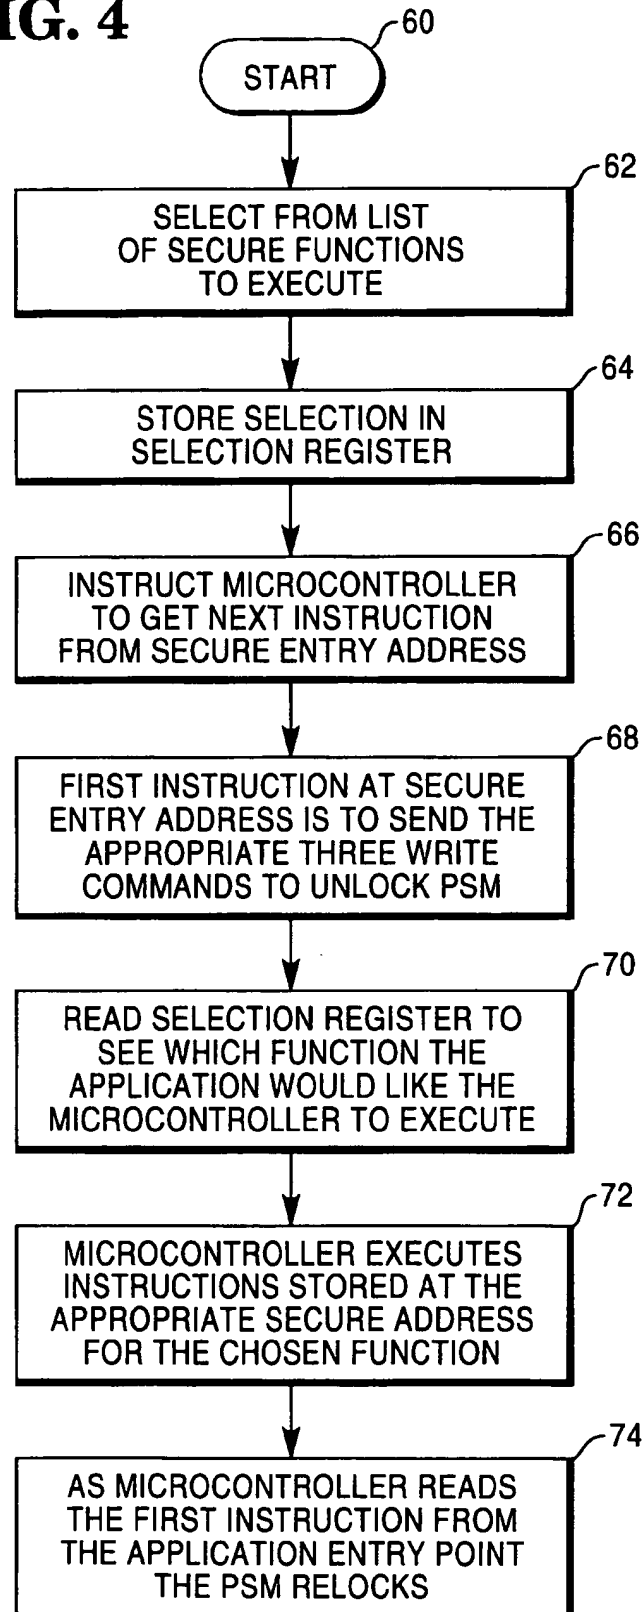 IG. 4
60
START
62
SELECT FROM LIST
OF SECURE FUNCTIONS
TO EXECUTE
64
STORE SELECTION IN
SELECTION REGISTER
66
INSTRUCT MICROCONTROLLER
TO GET NEXT INSTRUCTION
FROM SECURE ENTRY ADDRESS
68
FIRST INSTRUCTION AT SECURE
ENTRY ADDRESS IS TO SEND THE
APPROPRIATE THREE WRITE
COMMANDS TO UNLOCK PSM
70
READ SELECTION REGISTER TO
SEE WHICH FUNCTION THE
APPLICATION WOULD LIKE THE
MICROCONTROLLER TO EXECUTE
72
MICROCONTROLLER EXECUTES
INSTRUCTIONS STORED AT THE
APPROPRIATE SECURE ADDRESS
FOR THE CHOSEN FUNCTION
74
AS MICROCONTROLLER READS
THE FIRST INSTRUCTION FROM
THE APPLICATION ENTRY POINT
THE PSM RELOCKS